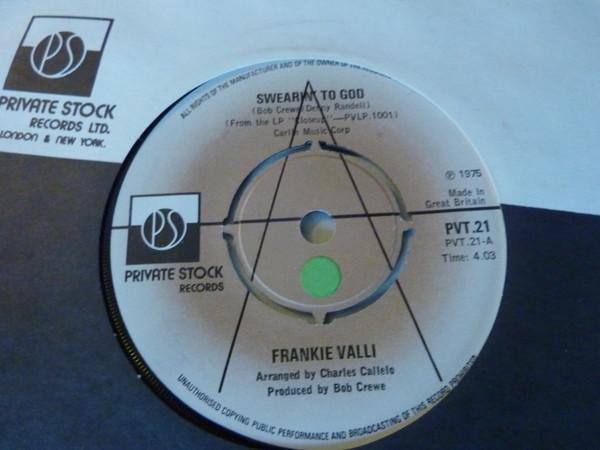 PS
PRIVATE STOCK
RECORDS LTD.
LONDON & NEW YORK.
ALL RIGHTS OF THE MANUFACTURER AND OF THE OWNER OF THE
SWEARIN' TO GOD
(Bob Crewe/Denny Randell)
(From the LP "Closeup"—PVLP.1001)
Carlin Music Corp
℗ 1975
Made in
Great Britain
PVT.21
PVT.21-A
Time: 4.03
PS
PRIVATE STOCK
RECORDS
FRANKIE VALLI
Arranged by Charles Callelo
Produced by Bob Crewe
UNAUTHORISED COPYING PUBLIC PERFORMANCE AND BROADCASTING OF THIS RECORD PROHIBITED